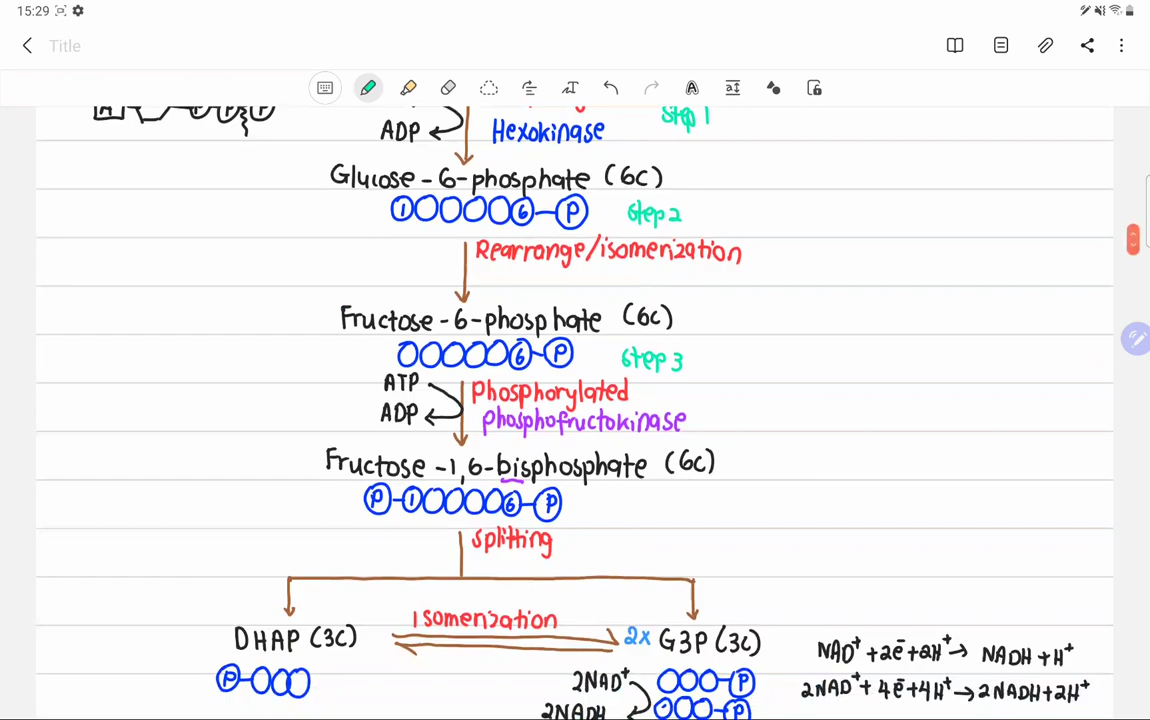 15:29
Title
ADP
Hexokinase
Step 1
Glucose-6-phosphate (6C)
1 6 P
Step 2
Rearrange/isomerization
Fructose-6-phosphate (6C)
6 P
Step 3
ATP
phosphorylated
ADP
phosphofructokinase
Fructose-1,6-bisphosphate (6C)
P 1 6 P
splitting
Isomerization
DHAP (3C)
2x G3P (3C)
NAD⁺ + 2e⁻ + 2H⁺ → NADH + H⁺
P
2NAD⁺
P
2NAD⁺ + 4e⁻ + 4H⁺ → 2NADH + 2H⁺
2NADH
P